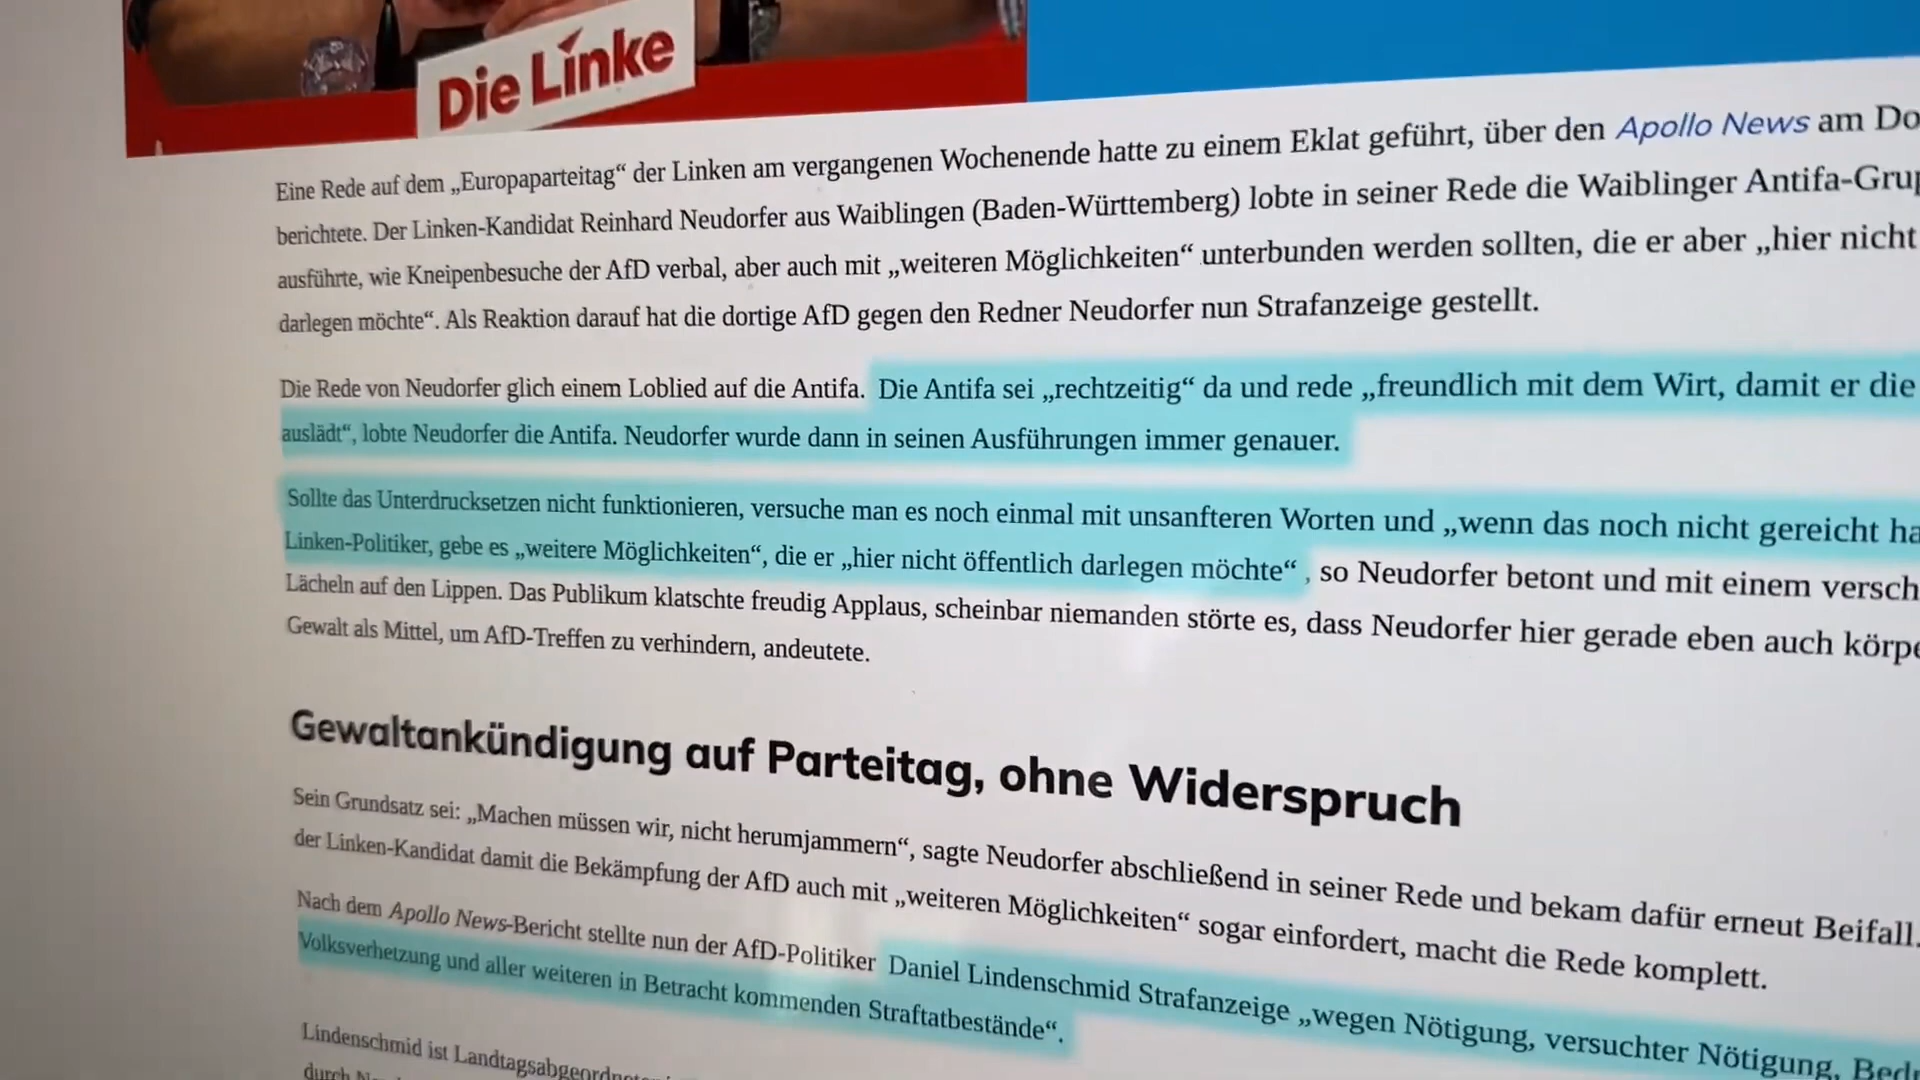 Die Linke
Eine Rede auf dem „Europaparteitag“ der Linken am vergangenen Wochenende hatte zu einem Eklat geführt, über den Apollo News am
berichtete. Der Linken-Kandidat Reinhard Neudorfer aus Waiblingen (Baden-Württemberg) lobte in seiner Rede die Waiblinger
ausführte, wie Kneipenbesuche der AfD verbal, aber auch mit „weiteren Möglichkeiten“ unterbunden werden sollten, die er aber „hier nicht
darlegen möchte“. Als Reaktion darauf hat die dortige AfD gegen den Redner Neudorfer nun Strafanzeige gestellt.
Die Rede von Neudorfer glich einem Loblied auf die Antifa. Die Antifa sei „rechtzeitig“ da und rede „freundlich mit dem Wirt, damit er die
auslädt“, lobte Neudorfer die Antifa. Neudorfer wurde dann in seinen Ausführungen immer genauer.
Sollte das Unterdrucksetzen nicht funktionieren, versuche man es noch einmal mit unsanfteren Worten und „wenn das noch nicht gereicht
Linken-Politiker, gebe es „weitere Möglichkeiten“, die er „hier nicht öffentlich darlegen möchte“ , so Neudorfer betont und mit einem
Lächeln auf den Lippen. Das Publikum klatschte freudig Applaus, scheinbar niemanden störte es, dass Neudorfer hier gerade eben auch
Gewalt als Mittel, um AfD-Treffen zu verhindern, andeutete.
Gewaltankündigung auf Parteitag, ohne Widerspruch
Sein Grundsatz sei: „Machen müssen wir, nicht herumjammern“, sagte Neudorfer abschließend in seiner Rede und bekam dafür erneut Beifall.
der Linken-Kandidat damit die Bekämpfung der AfD auch mit „weiteren Möglichkeiten“ sogar einfordert, macht die Rede komplett.
Nach dem Apollo News-Bericht stellte nun der AfD-Politiker Daniel Lindenschmid Strafanzeige „wegen Nötigung, versuchter Nötigung,
Volksverhetzung und aller weiteren in Betracht kommenden Straftatbestände“.
Lindenschmid ist
durch